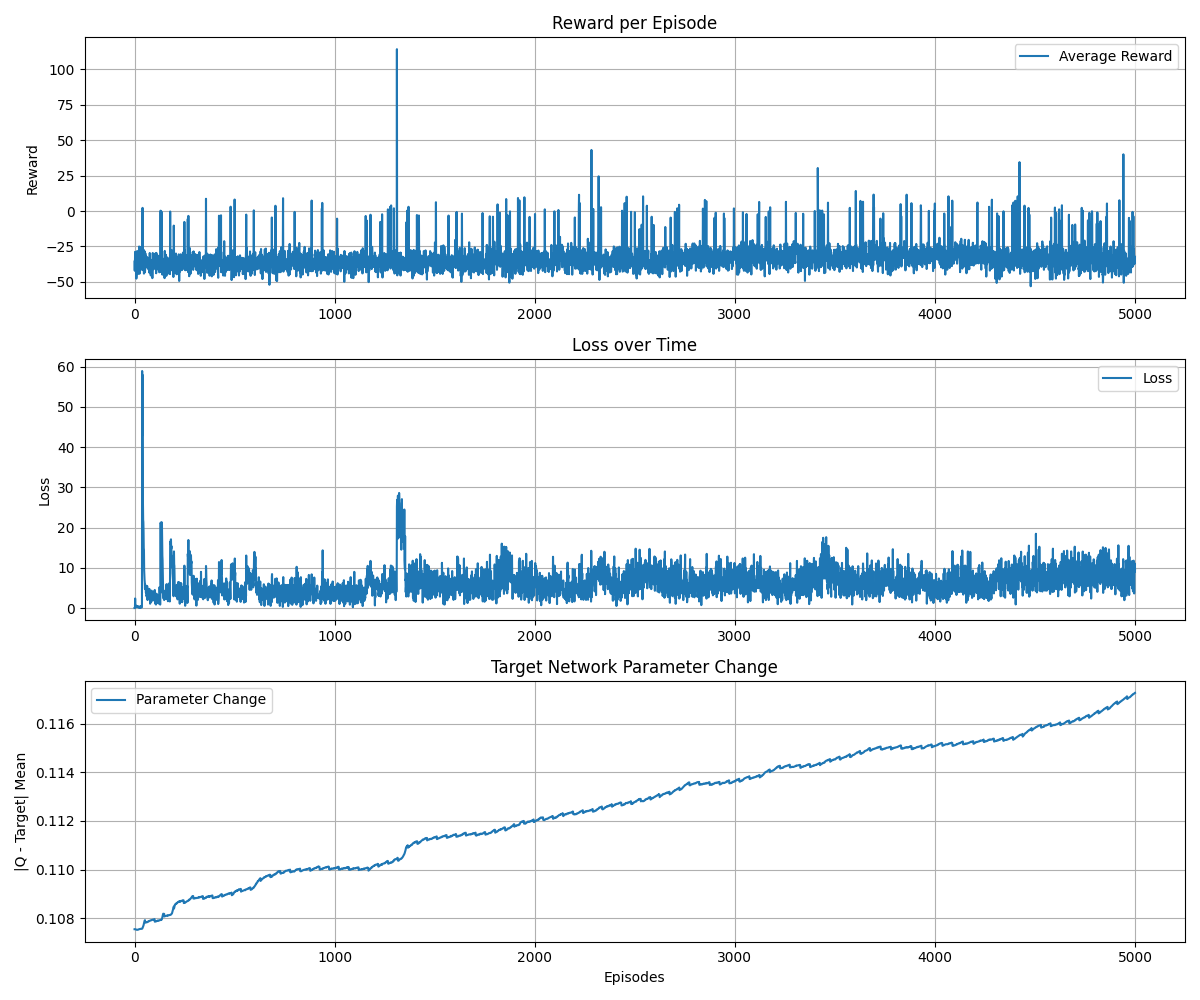 Reward per Episode
Average Reward
Reward
100
75
50
25
0
−25
−50
0 1000 2000 3000 4000 5000
Loss over Time
Loss
Loss
60
50
40
30
20
10
0
0 1000 2000 3000 4000 5000
Target Network Parameter Change
Parameter Change
|Q - Target| Mean
0.116
0.114
0.112
0.110
0.108
0 1000 2000 3000 4000 5000
Episodes